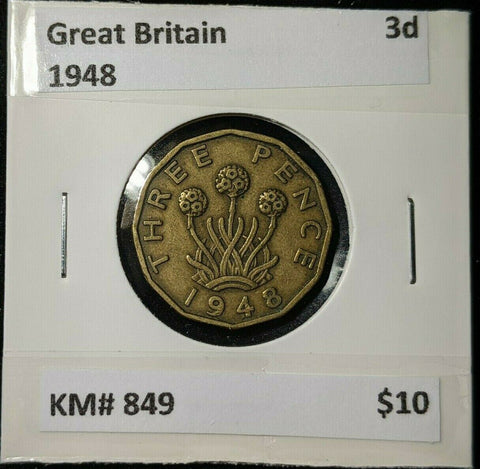 Great Britain 3d
1948
THREE PENCE
1948
KM# 849 $10